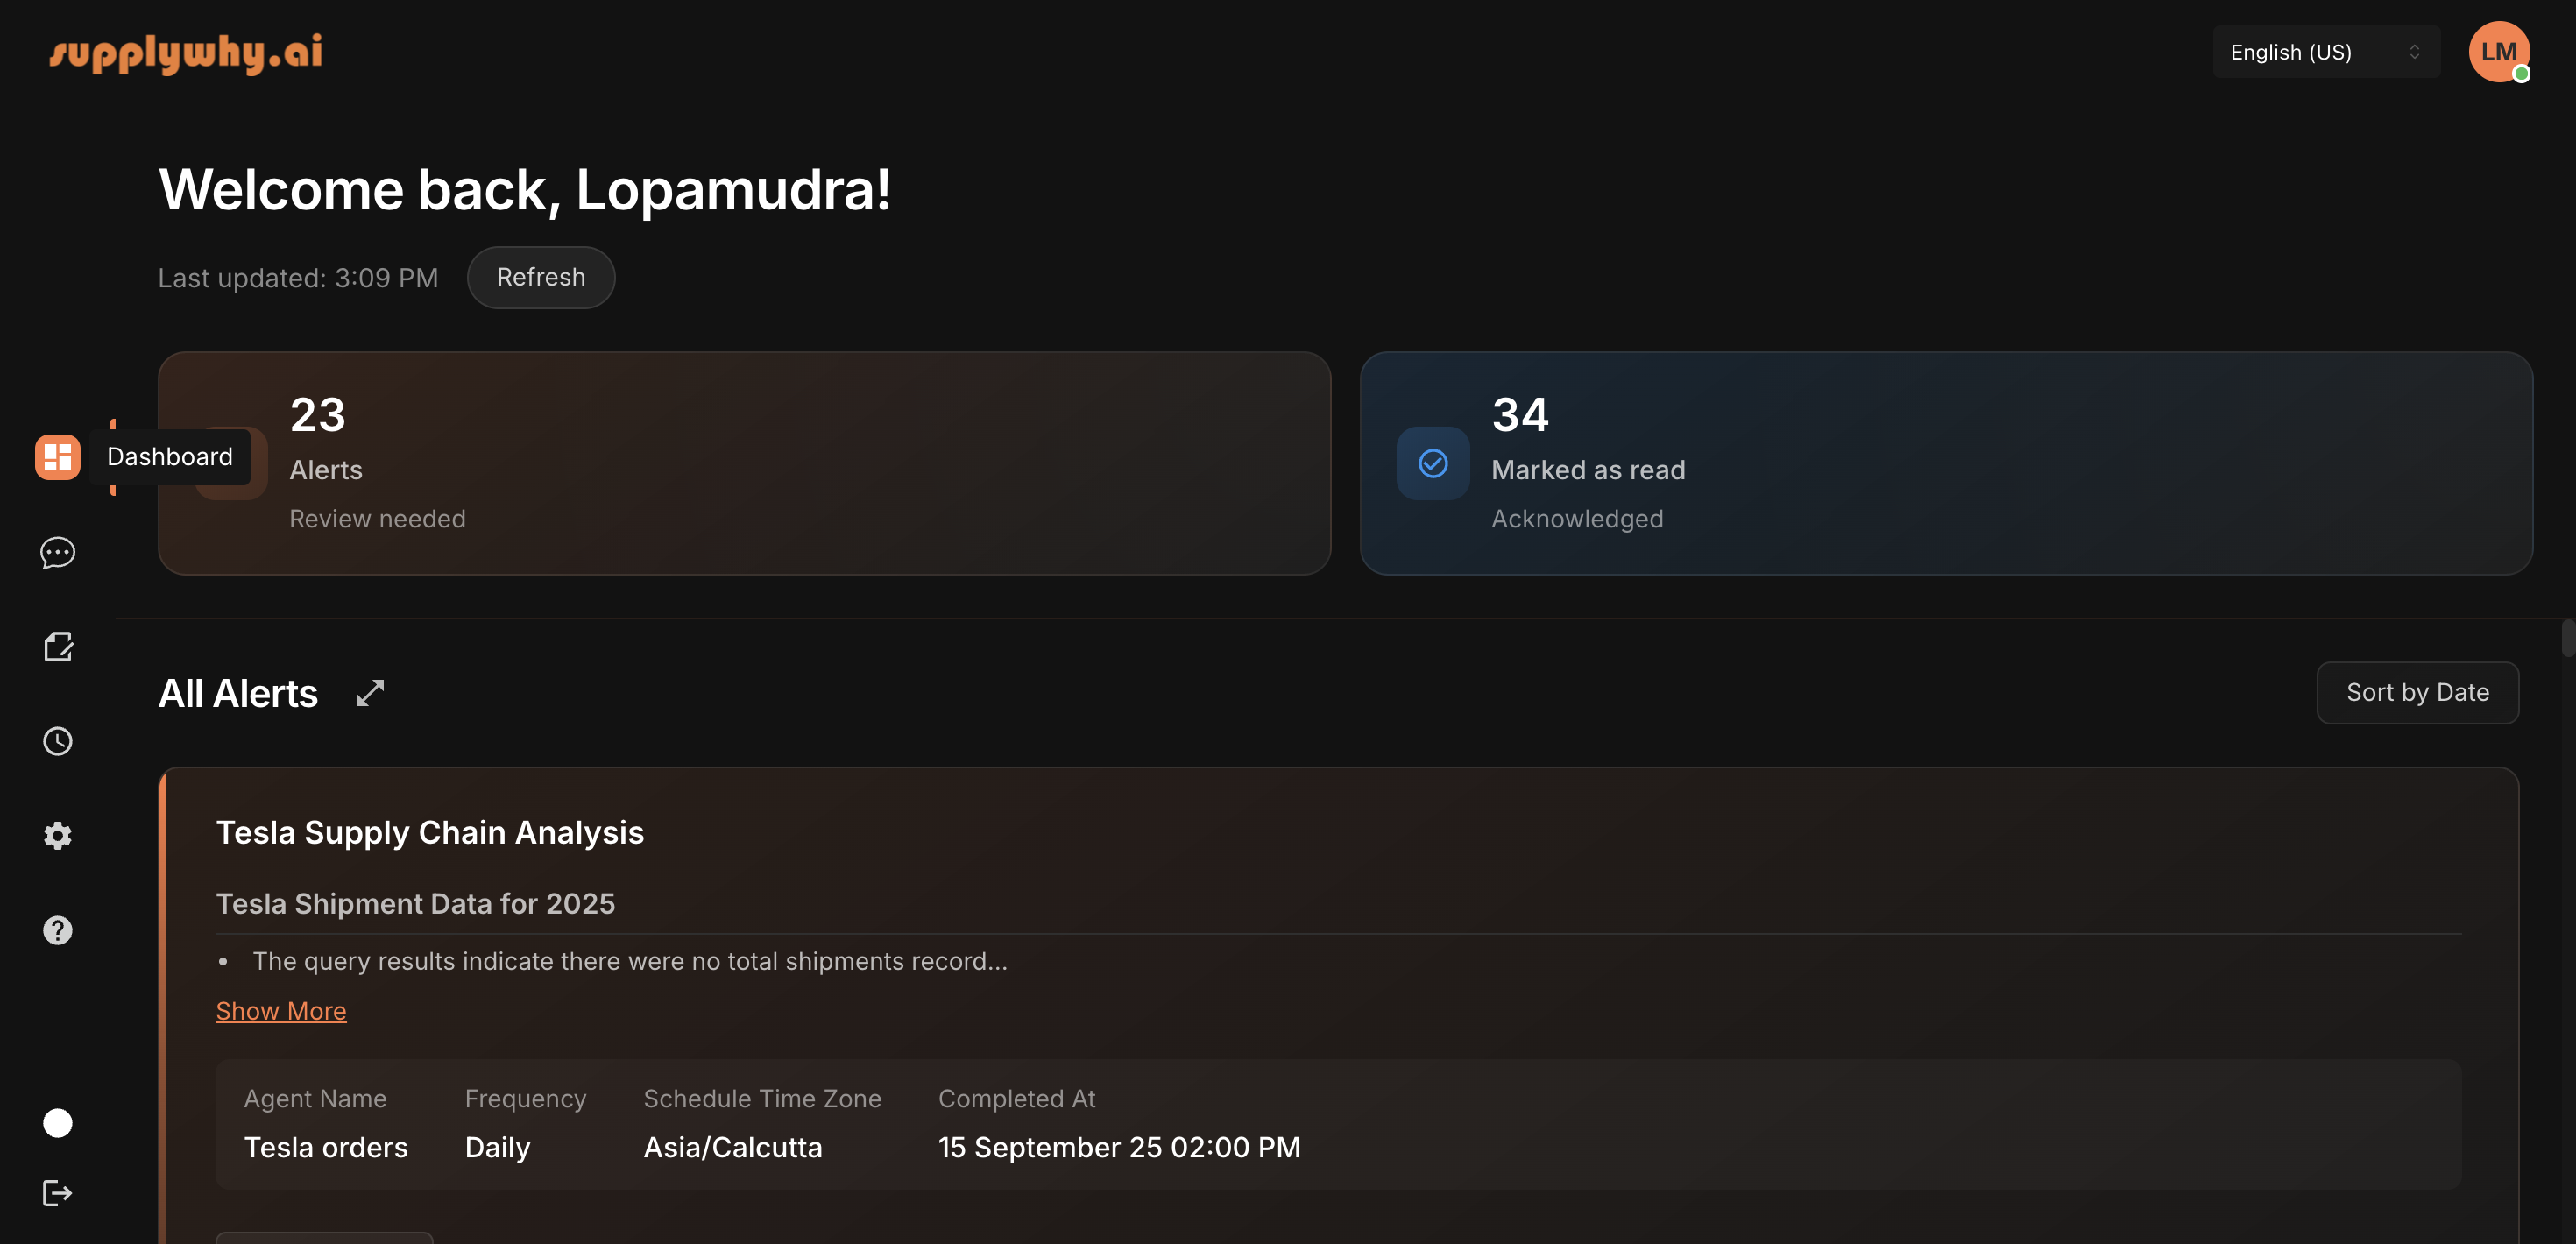 supplywhy.ai
English (US)
LM
Welcome back, Lopamudra!
Last updated: 3:09 PM
Refresh
23
Alerts
Review needed
34
Marked as read
Acknowledged
Dashboard
All Alerts
Sort by Date
Tesla Supply Chain Analysis
Tesla Shipment Data for 2025
• The query results indicate there were no total shipments record...
Show More
Agent Name Frequency Schedule Time Zone Completed At
Tesla orders Daily Asia/Calcutta 15 September 25 02:00 PM